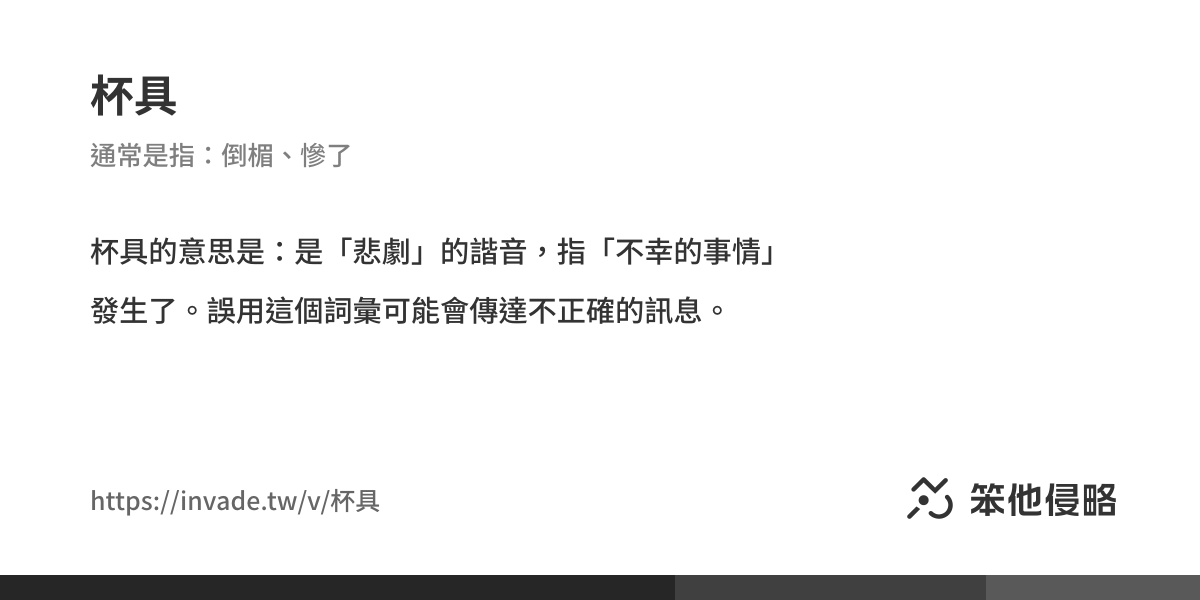 杯具
通常是指：倒楣、慘了
杯具的意思是：是「悲劇」的諧音，指「不幸的事情」
發生了。誤用這個詞彙可能會傳達不正確的訊息。
https://invade.tw/v/杯具
笨他侵略